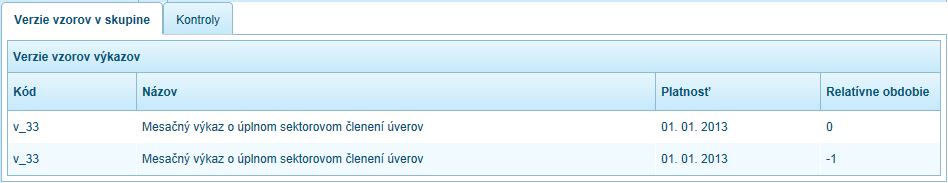 Verzie vzorov v skupine Kontroly
Verzie vzorov výkazov
Kód Názov Platnosť Relatívne obdobie
v_33 Mesačný výkaz o úplnom sektorovom členení úverov 01. 01. 2013 0
v_33 Mesačný výkaz o úplnom sektorovom členení úverov 01. 01. 2013 -1